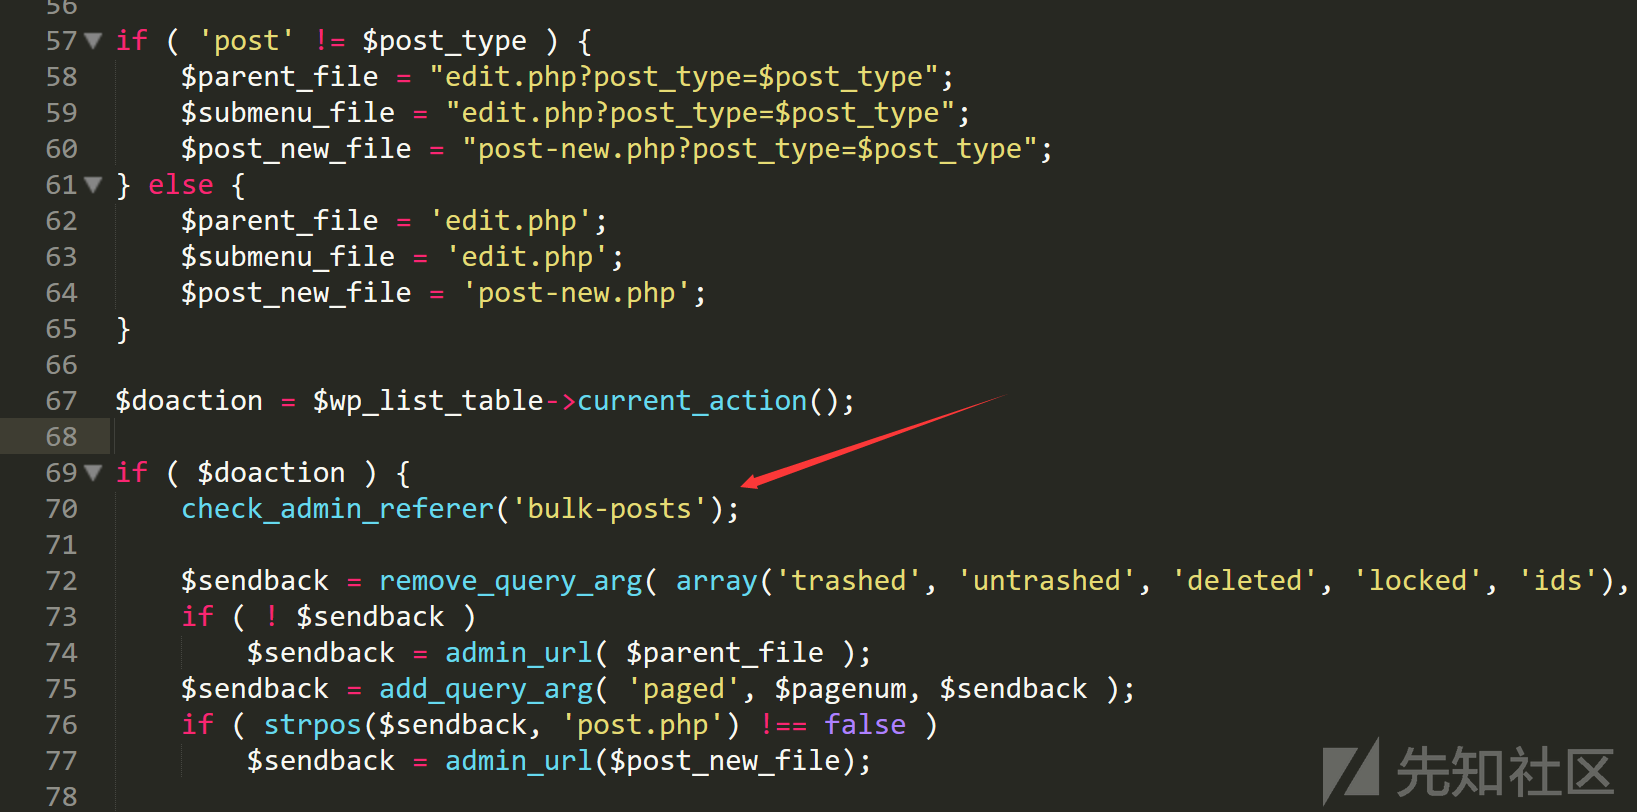 56
57 if ( 'post' != $post_type ) {
58 $parent_file = "edit.php?post_type=$post_type";
59 $submenu_file = "edit.php?post_type=$post_type";
60 $post_new_file = "post-new.php?post_type=$post_type";
61 } else {
62 $parent_file = 'edit.php';
63 $submenu_file = 'edit.php';
64 $post_new_file = 'post-new.php';
65 }
66
67 $doaction = $wp_list_table->current_action();
68
69 if ( $doaction ) {
70 check_admin_referer('bulk-posts');
71
72 $sendback = remove_query_arg( array('trashed', 'untrashed', 'deleted', 'locked', 'ids'),
73 if ( ! $sendback )
74 $sendback = admin_url( $parent_file );
75 $sendback = add_query_arg( 'paged', $pagenum, $sendback );
76 if ( strpos($sendback, 'post.php') !== false )
77 $sendback = admin_url($post_new_file);
78
先知社区